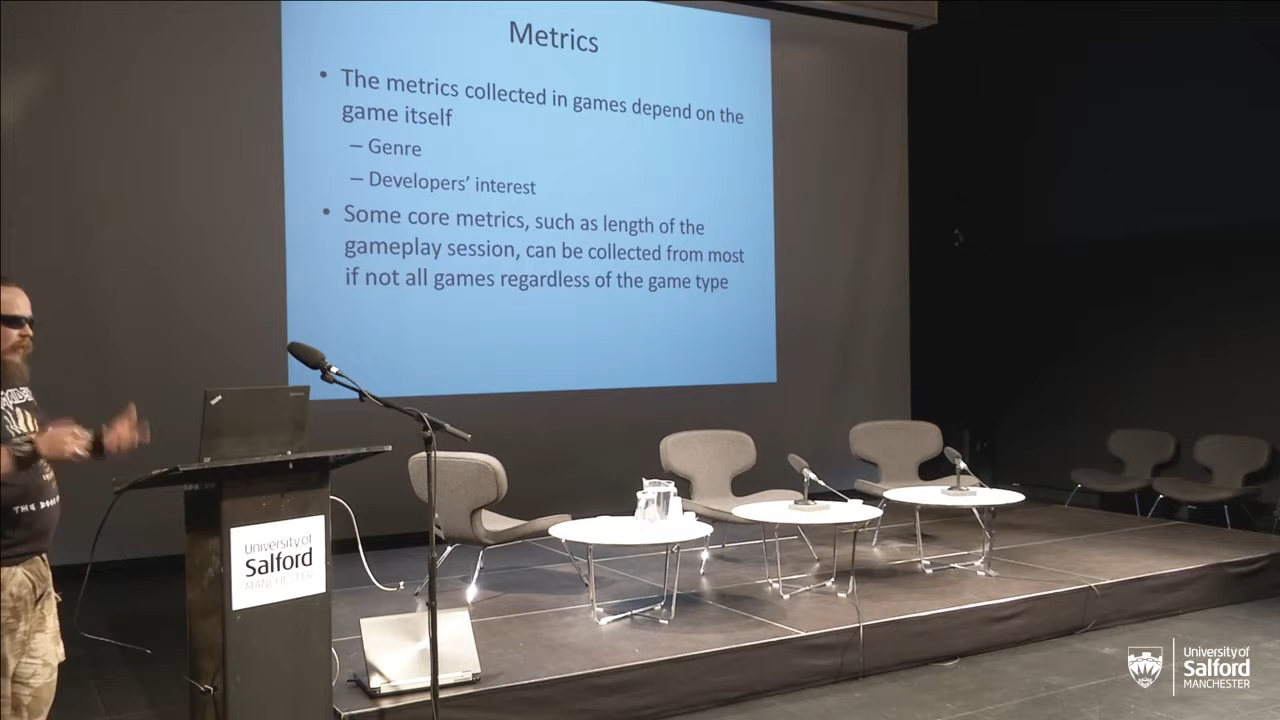 Metrics
• The metrics collected in games depend on the
game itself
– Genre
– Developers' interest
• Some core metrics, such as length of the
gameplay session, can be collected from most
if not all games regardless of the game type
University of
Salford
MANCHESTER
THE
University of
Salford
MANCHESTER